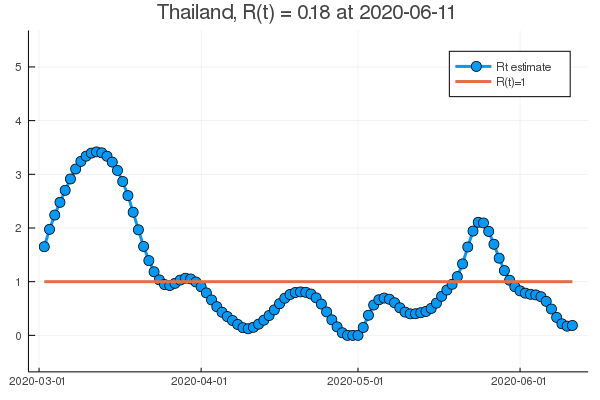 Thailand, R(t) = 0.18 at 2020-06-11
5
Rt estimate
R(t)=1
4
3
2
1
0
2020-03-01 2020-04-01 2020-05-01 2020-06-01